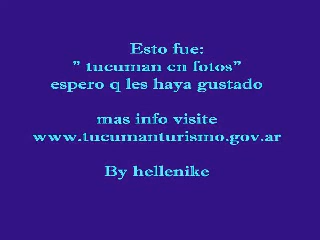 Esto fue:
" tucuman en fotos"
espero q les haya gustado
mas info visite
www.tucumanturismo.gov.ar
By hellenike